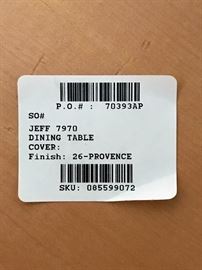 P.O.# : 70393AP
SO#
JEFF 7970
DINING TABLE
COVER:
Finish: 26-PROVENCE
SKU: 085599072